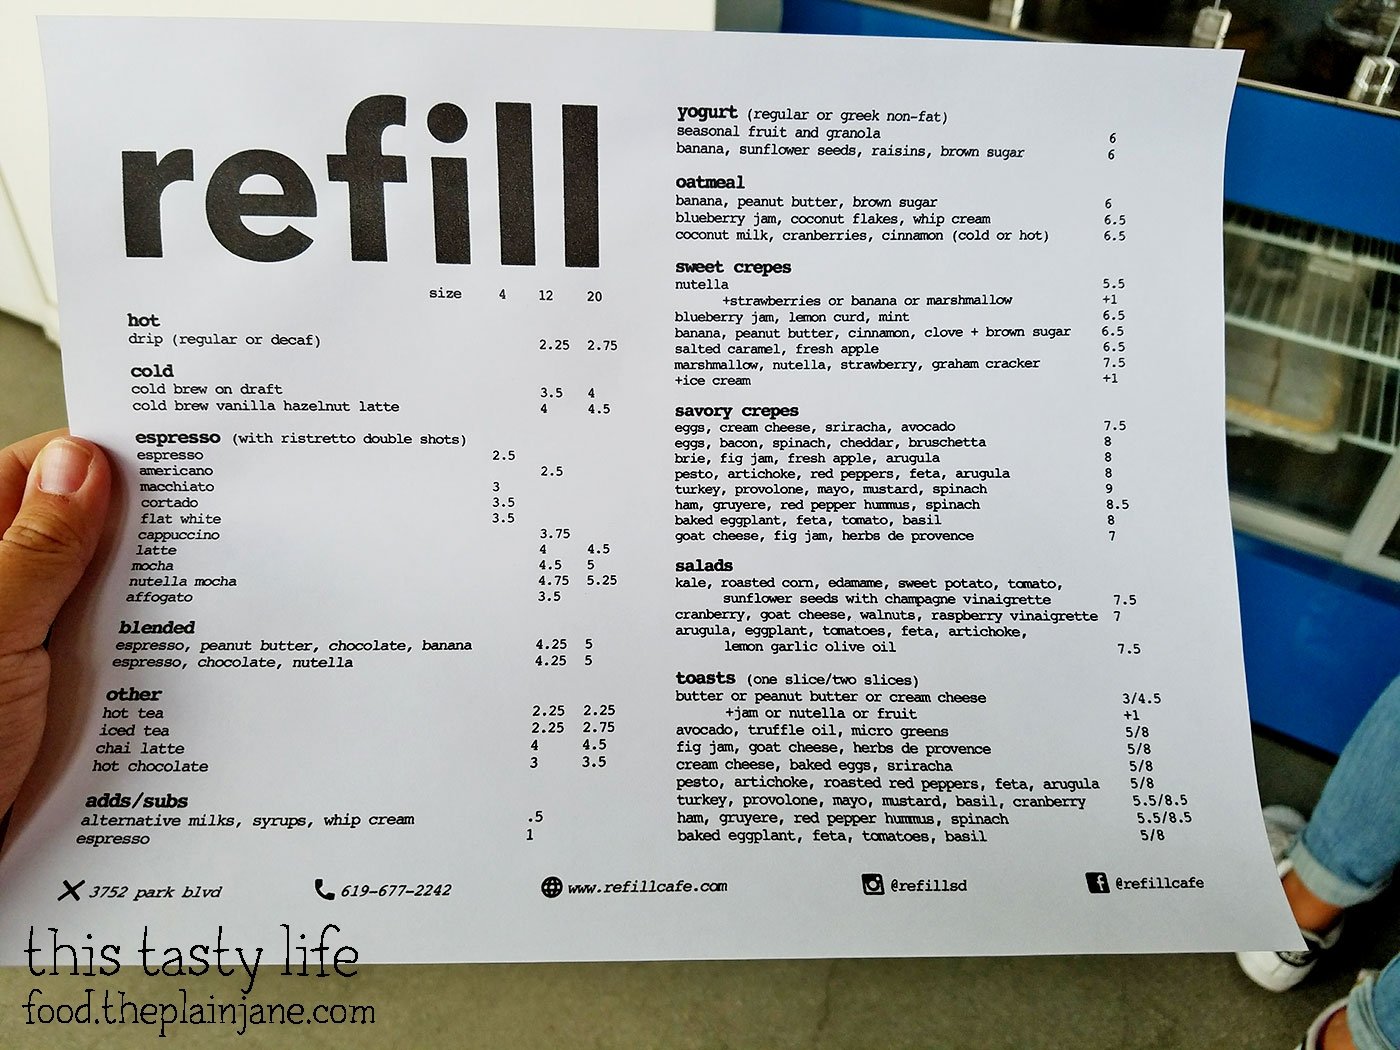 refill
size 4 12 20
hot
drip (regular or decaf) 2.25 2.75
cold
cold brew on draft 3.5 4
cold brew vanilla hazelnut latte 4 4.5
espresso (with ristretto double shots)
espresso 2.5
americano 2.5
macchiato 3
cortado 3.5
flat white 3.5
cappuccino 3.75
latte 4 4.5
mocha 4.5 5
nutella mocha 4.75 5.25
affogato 3.5
blended
espresso, peanut butter, chocolate, banana 4.25 5
espresso, chocolate, nutella 4.25 5
other
hot tea 2.25 2.25
iced tea 2.25 2.75
chai latte 4 4.5
hot chocolate 3 3.5
adds/subs
alternative milks, syrups, whip cream .5
espresso 1
yogurt (regular or greek non-fat)
seasonal fruit and granola 6
banana, sunflower seeds, raisins, brown sugar 6
oatmeal
banana, peanut butter, brown sugar 6
blueberry jam, coconut flakes, whip cream 6.5
coconut milk, cranberries, cinnamon (cold or hot) 6.5
sweet crepes
nutella 5.5
+strawberries or banana or marshmallow +1
blueberry jam, lemon curd, mint 6.5
banana, peanut butter, cinnamon, clove + brown sugar 6.5
salted caramel, fresh apple 6.5
marshmallow, nutella, strawberry, graham cracker 7.5
+ice cream +1
savory crepes
eggs, cream cheese, sriracha, avocado 7.5
eggs, bacon, spinach, cheddar, bruschetta 8
brie, fig jam, fresh apple, arugula 8
pesto, artichoke, red peppers, feta, arugula 8
turkey, provolone, mayo, mustard, spinach 9
ham, gruyere, red pepper hummus, spinach 8.5
baked eggplant, feta, tomato, basil 8
goat cheese, fig jam, herbs de provence 7
salads
kale, roasted corn, edamame, sweet potato, tomato,
sunflower seeds with champagne vinaigrette 7.5
cranberry, goat cheese, walnuts, raspberry vinaigrette 7
arugula, eggplant, tomatoes, feta, artichoke,
lemon garlic olive oil 7.5
toasts (one slice/two slices)
butter or peanut butter or cream cheese 3/4.5
+jam or nutella or fruit +1
avocado, truffle oil, micro greens 5/8
fig jam, goat cheese, herbs de provence 5/8
cream cheese, baked eggs, sriracha 5/8
pesto, artichoke, roasted red peppers, feta, arugula 5/8
turkey, provolone, mayo, mustard, basil, cranberry 5.5/8.5
ham, gruyere, red pepper hummus, spinach 5.5/8.5
baked eggplant, feta, tomatoes, basil 5/8
3752 park blvd 619-677-2242 www.refillcafe.com @refillsd @refillcafe
this tasty life
food.theplainjane.com